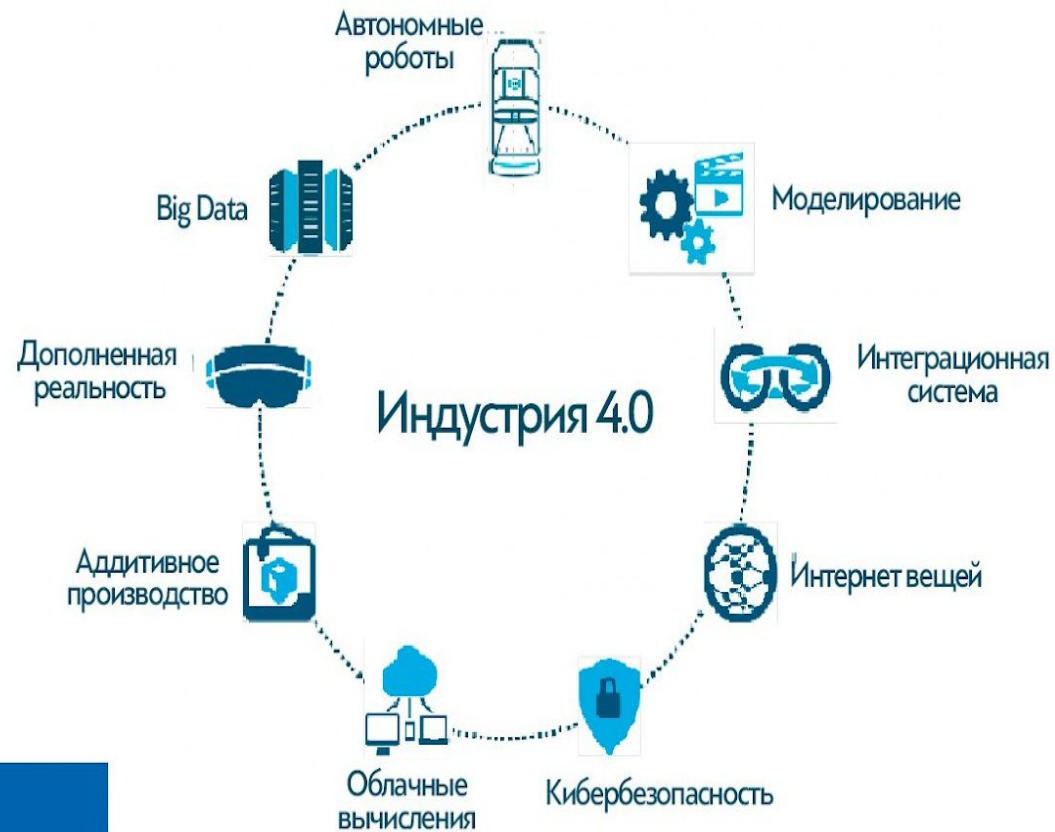 Автономные
роботы
Big Data
Моделирование
Дополненная
реальность
Интеграционная
система
Индустрия 4.0
Аддитивное
производство
Интернет вещей
Облачные
вычисления
Кибербезопасность